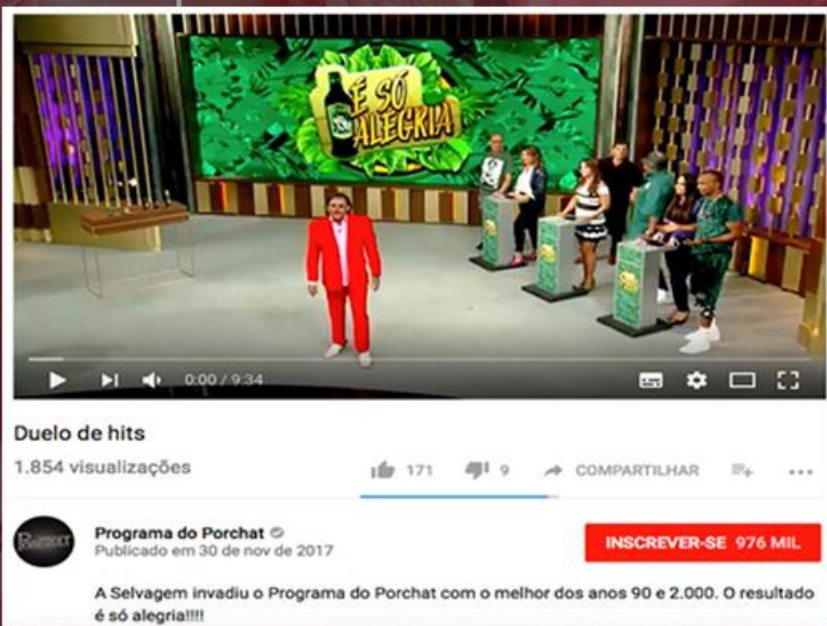 É SÓ
ALEGRIA
0:00 / 9:34
Duelo de hits
1.854 visualizações
171
9
COMPARTILHAR
Programa do Porchat
Publicado em 30 de nov de 2017
INSCREVER-SE 976 MIL
A Selvagem invadiu o Programa do Porchat com o melhor dos anos 90 e 2.000. O resultado
é só alegria!!!!